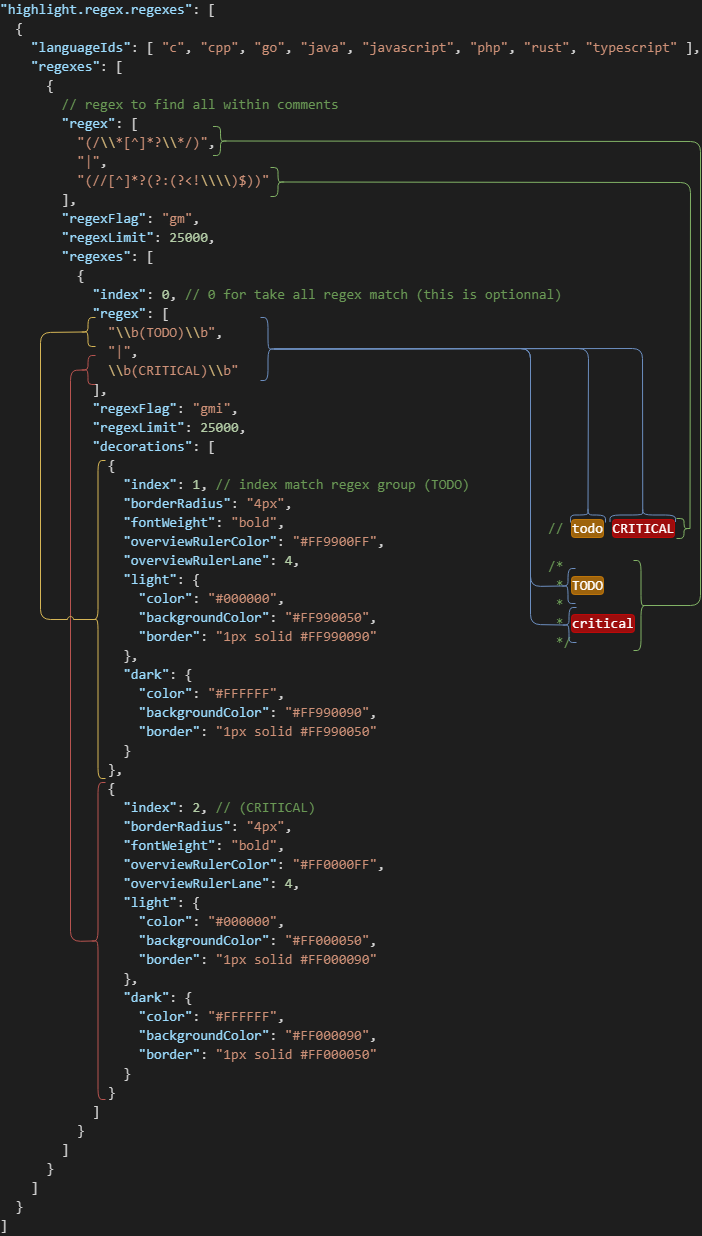 "highlight.regex.regexes": [
{
"languageIds": [ "c", "cpp", "go", "java", "javascript", "php", "rust", "typescript" ],
"regexes": [
{
// regex to find all within comments
"regex": [
"(/\\*[^]*?\\*/)",
"|",
"(//[^]*?(?:(?<!\\\\)$))"
],
"regexFlag": "gm",
"regexLimit": 25000,
"regexes": [
{
"index": 0, // 0 for take all regex match (this is optionnal)
"regex": [
"\\b(TODO)\\b",
"|",
\\b(CRITICAL)\\b"
],
"regexFlag": "gmi",
"regexLimit": 25000,
"decorations": [
{
"index": 1, // index match regex group (TODO)
"borderRadius": "4px",
"fontWeight": "bold",
"overviewRulerColor": "#FF9900FF",
"overviewRulerLane": 4,
"light": {
"color": "#000000",
"backgroundColor": "#FF990050",
"border": "1px solid #FF990090"
},
"dark": {
"color": "#FFFFFF",
"backgroundColor": "#FF990090",
"border": "1px solid #FF990050"
}
},
{
"index": 2, // (CRITICAL)
"borderRadius": "4px",
"fontWeight": "bold",
"overviewRulerColor": "#FF0000FF",
"overviewRulerLane": 4,
"light": {
"color": "#000000",
"backgroundColor": "#FF000050",
"border": "1px solid #FF000090"
},
"dark": {
"color": "#FFFFFF",
"backgroundColor": "#FF000090",
"border": "1px solid #FF000050"
}
}
]
}
]
}
]
}
]
// todo CRITICAL
/*
* TODO
*
* critical
*/